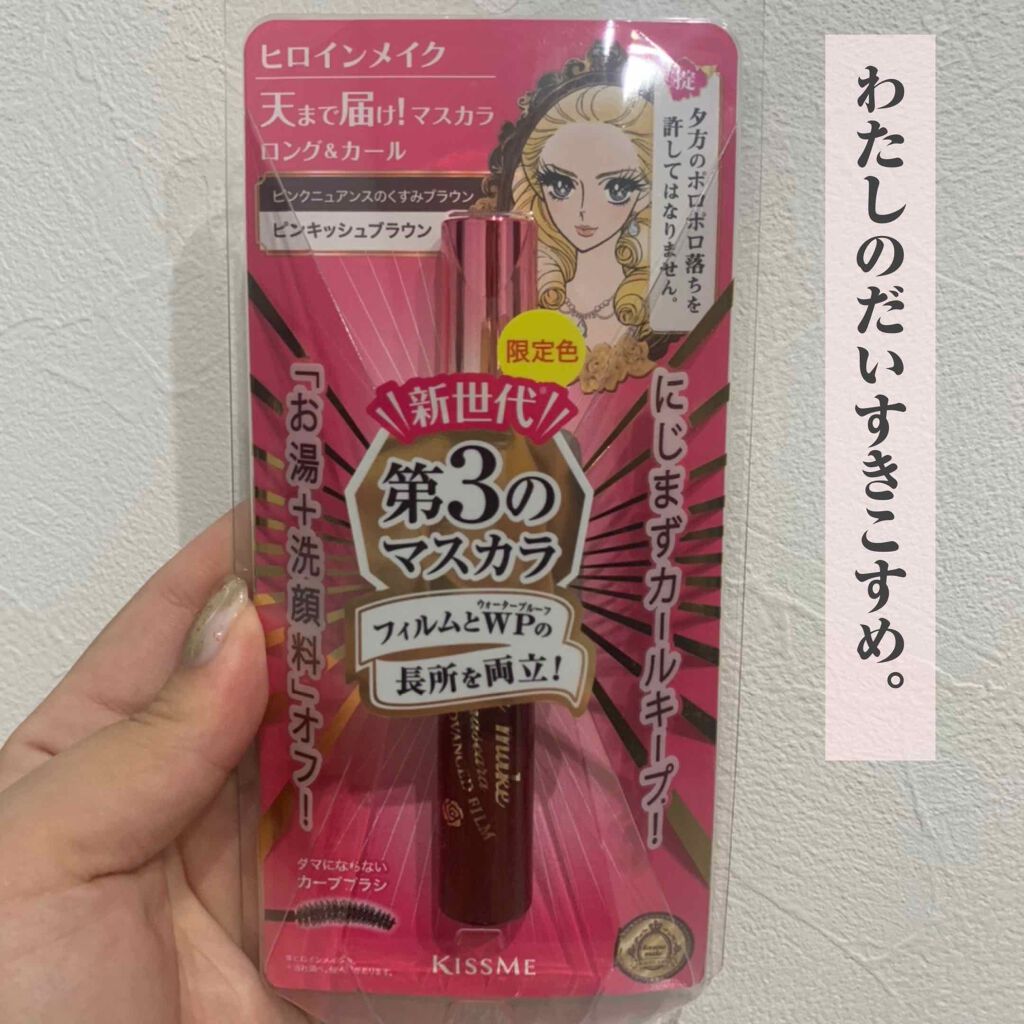 ヒロインメイク
天まで届け!マスカラ
ロング&カール
ピンクニュアンスのくすみブラウン
ピンキッシュブラウン
掟
夕方のポロポロ落ちを
許してはなりません。
わたしのだいすきこすめ。
限定色
新世代
第3の
マスカラ
ウォータープルーフ
フィルムとWPの
長所を両立!
にじまずカールキープ!
「お湯+洗顔料」オフ!
make
mascara
ADVANCED FILM
ダマにならない
カーブブラシ
KISSME